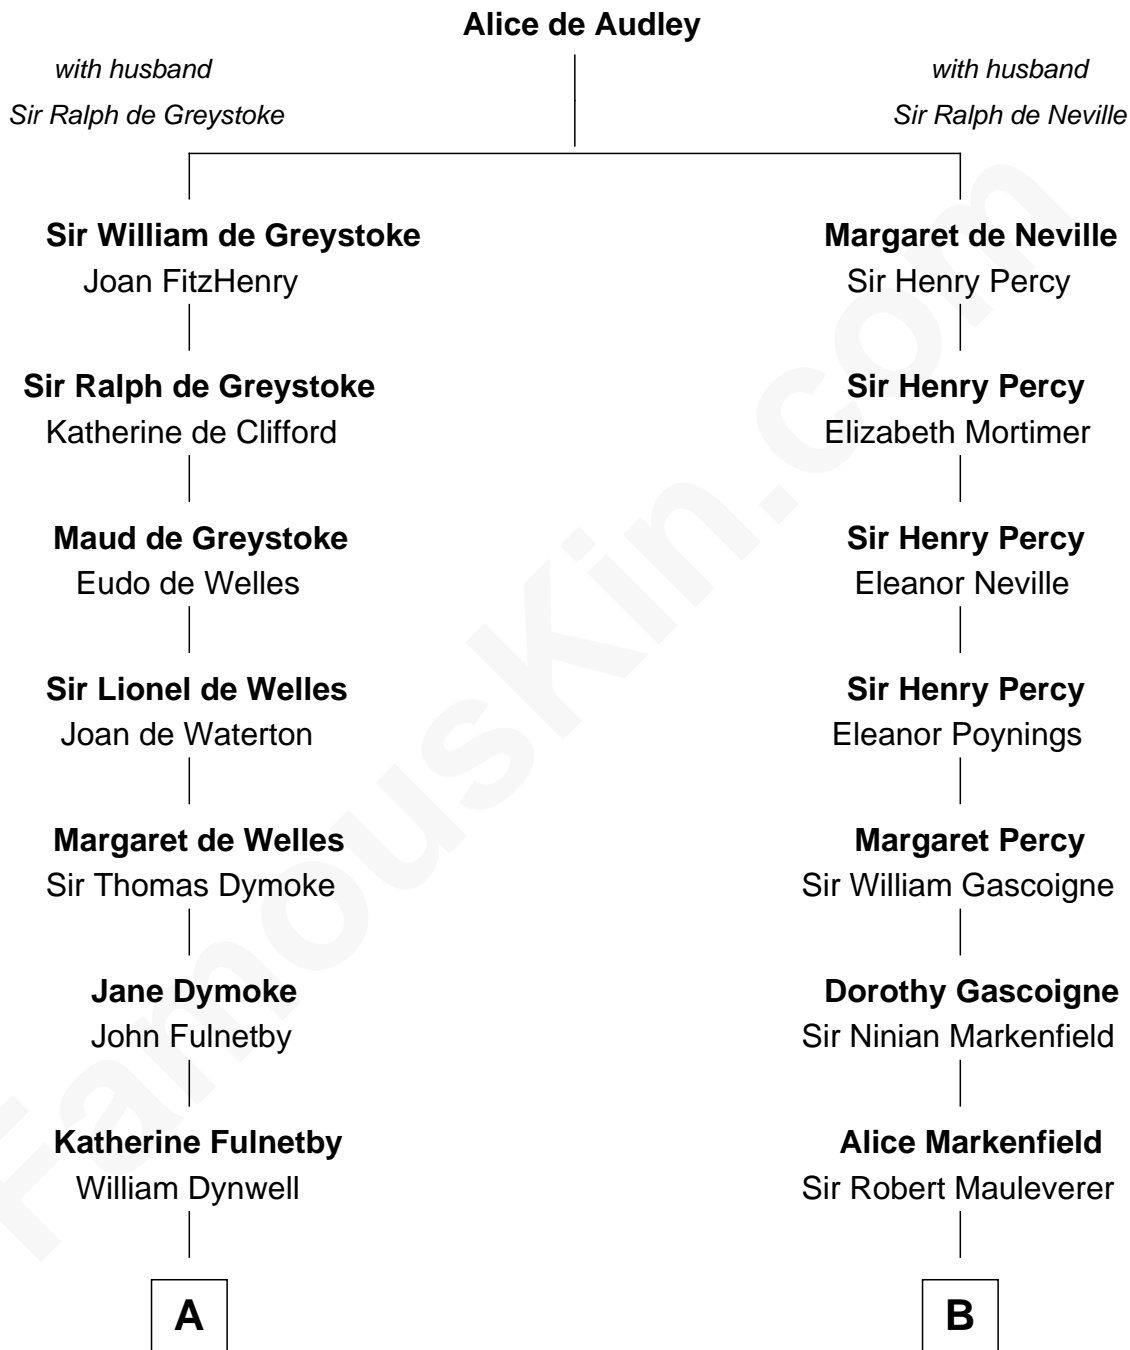 Alice de Audley
with husband
Sir Ralph de Greystoke
with husband
Sir Ralph de Neville
Sir William de Greystoke
Joan FitzHenry
Margaret de Neville
Sir Henry Percy
Sir Ralph de Greystoke
Katherine de Clifford
Sir Henry Percy
Elizabeth Mortimer
Maud de Greystoke
Eudo de Welles
Sir Henry Percy
Eleanor Neville
Sir Lionel de Welles
Joan de Waterton
Sir Henry Percy
Eleanor Poynings
Margaret de Welles
Sir Thomas Dymoke
Margaret Percy
Sir William Gascoigne
Jane Dymoke
John Fulnetby
Dorothy Gascoigne
Sir Ninian Markenfield
Katherine Fulnetby
William Dynwell
Alice Markenfield
Sir Robert Mauleverer
A
B
FamousKin.com